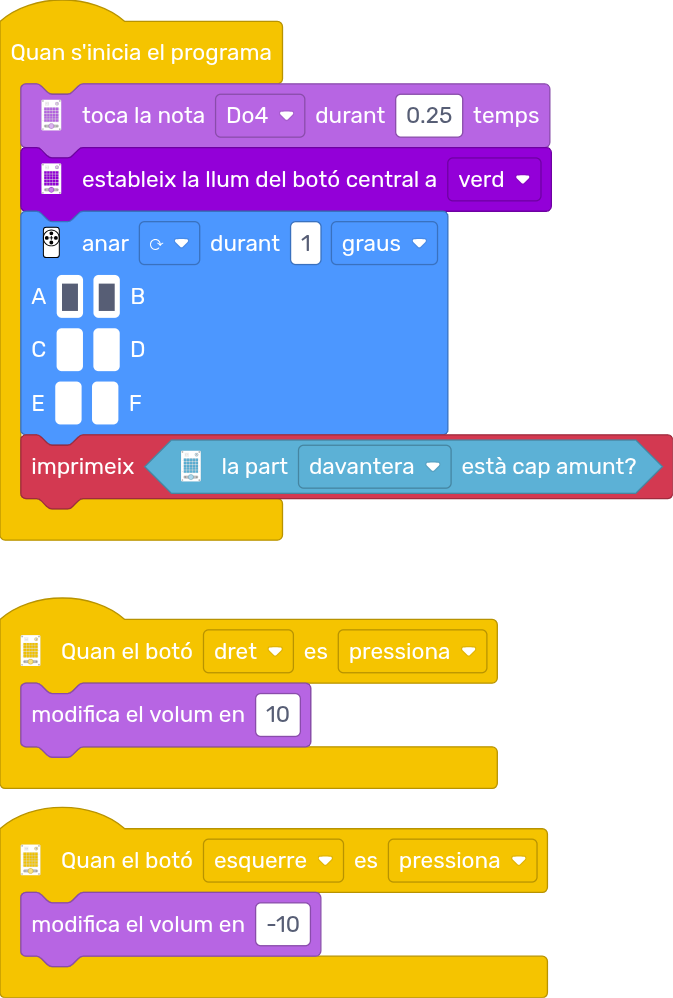 Quan s'inicia el programa
toca la nota Do4 durant 0.25 temps
estableix la llum del botó central a verd
anar ⟳ durant 1 graus
A B
C D
E F
imprimeix la part davantera està cap amunt?
Quan el botó dret es pressiona
modifica el volum en 10
Quan el botó esquerre es pressiona
modifica el volum en -10